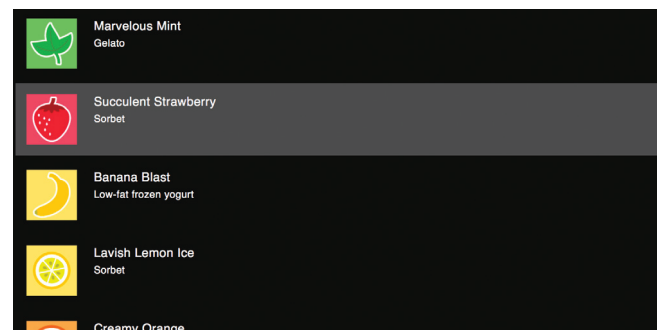 Marvelous Mint
Gelato
Succulent Strawberry
Sorbet
Banana Blast
Low-fat frozen yogurt
Lavish Lemon Ice
Sorbet
Creamy Orange